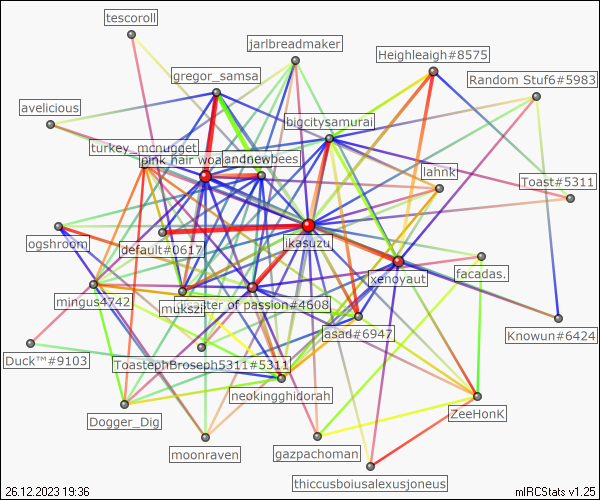 tescoroll
jarlbreadmaker
Heighleaigh#8575
gregor_samsa
Random Stuf6#5983
avelicious
bigcitysamurai
turkey_mcnugget
pink hair woa
andnewbees
lahnk
Toast#5311
ogshroom
default#0617
ikasuzu
xenoyaut
facadas.
mingus4742
mukszi
ster of passion#4608
asad#6947
Knowun#6424
Duck™#9103
ToastephBroseph5311#5311
neokingghidorah
Dogger_Dig
ZeeHonK
moonraven
gazpachoman
thiccusboiusalexusjoneus
26.12.2023 19:36
mIRCStats v1.25